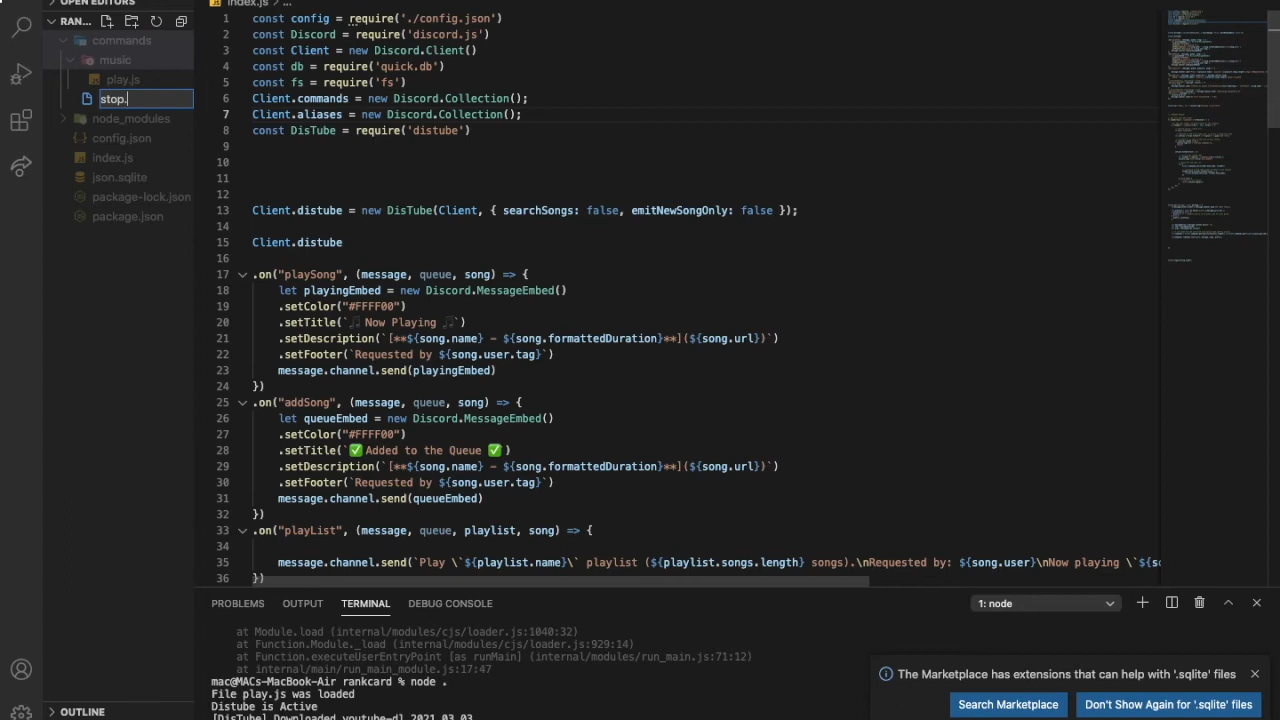 OPEN EDITORS
RAN...
commands
music
play.js
stop.
node_modules
config.json
index.js
json.sqlite
package-lock.json
package.json
OUTLINE
index.js > ...
1 const config = require('./config.json')
2 const Discord = require('discord.js')
3 const Client = new Discord.Client()
4 const db = require('quick.db')
5 const fs = require('fs')
6 Client.commands = new Discord.Collection();
7 Client.aliases = new Discord.Collection();
8 const DisTube = require('distube')
9
10
11
12
13 Client.distube = new DisTube(Client, { searchSongs: false, emitNewSongOnly: false });
14
15 Client.distube
16
17 .on("playSong", (message, queue, song) => {
18 let playingEmbed = new Discord.MessageEmbed()
19 .setColor("#FFFF00")
20 .setTitle(`🎵 Now Playing 🎵`)
21 .setDescription(`[**${song.name} - ${song.formattedDuration}**](${song.url})`)
22 .setFooter(`Requested by ${song.user.tag}`)
23 message.channel.send(playingEmbed)
24 })
25 .on("addSong", (message, queue, song) => {
26 let queueEmbed = new Discord.MessageEmbed()
27 .setColor("#FFFF00")
28 .setTitle(`✅ Added to the Queue ✅`)
29 .setDescription(`[**${song.name} - ${song.formattedDuration}**](${song.url})`)
30 .setFooter(`Requested by ${song.user.tag}`)
31 message.channel.send(queueEmbed)
32 })
33 .on("playList", (message, queue, playlist, song) => {
34
35 message.channel.send(`Play \`${playlist.name}\` playlist (${playlist.songs.length} songs).\nRequested by: ${song.user}\nNow playing \`${so
36 })
PROBLEMS OUTPUT TERMINAL DEBUG CONSOLE 1: node
at Module.load (internal/modules/cjs/loader.js:1040:32)
at Function.Module._load (internal/modules/cjs/loader.js:929:14)
at Function.executeUserEntryPoint [as runMain] (internal/modules/run_main.js:71:12)
at internal/main/run_main_module.js:17:47
mac@MACs-MacBook-Air rankcard % node .
File play.js was loaded
Distube is Active
[DisTube] Downloaded youtube-dl 2021.03.03
The Marketplace has extensions that can help with '.sqlite' files
Search Marketplace Don't Show Again for '.sqlite' files